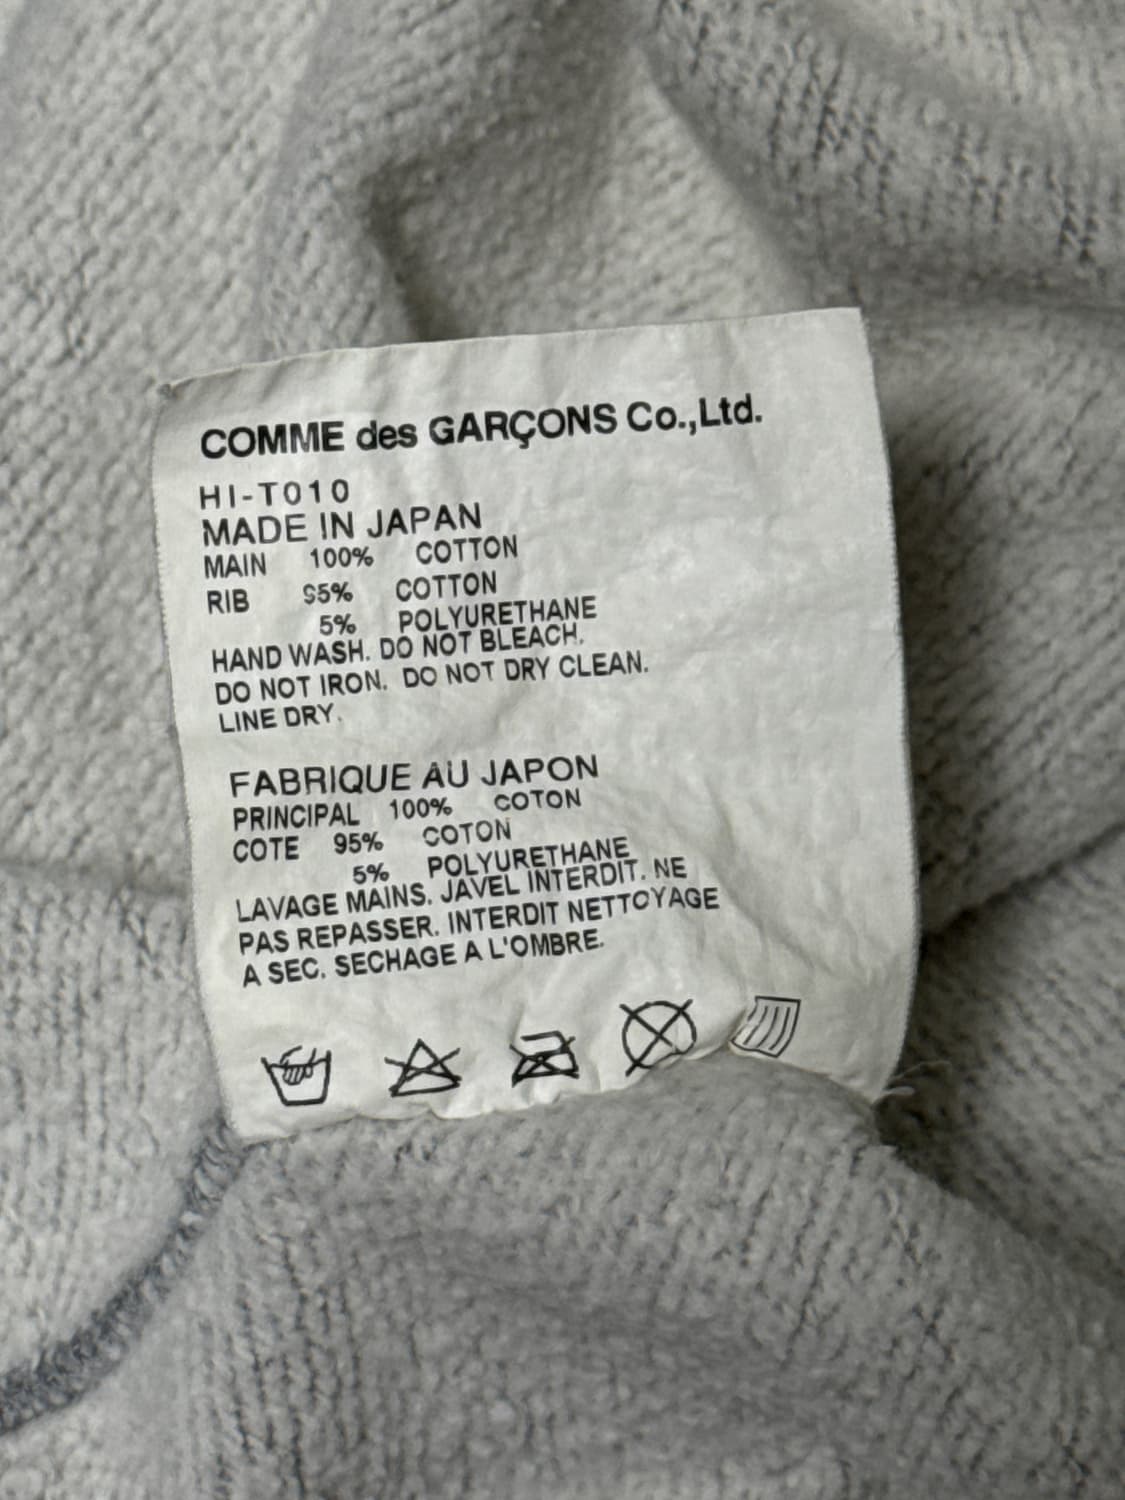 COMME des GARÇONS Co.,Ltd.
HI-T010
MADE IN JAPAN
MAIN 100% COTTON
RIB 95% COTTON
5% POLYURETHANE
HAND WASH. DO NOT BLEACH.
DO NOT IRON. DO NOT DRY CLEAN.
LINE DRY.
FABRIQUE AU JAPON
PRINCIPAL 100% COTON
COTE 95% COTON
5% POLYURETHANE
LAVAGE MAINS. JAVEL INTERDIT. NE
PAS REPASSER. INTERDIT NETTOYAGE
A SEC. SECHAGE A L'OMBRE.